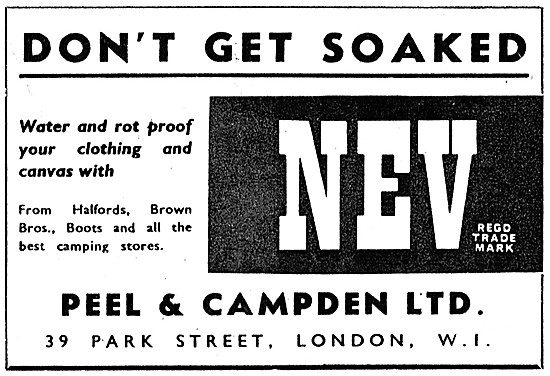 DON'T GET SOAKED
Water and rot proof
your clothing and
canvas with
From Halfords, Brown
Bros., Boots and all the
best camping stores.
NEV
REGD
TRADE
MARK
PEEL & CAMPDEN LTD.
39 PARK STREET, LONDON, W.I.